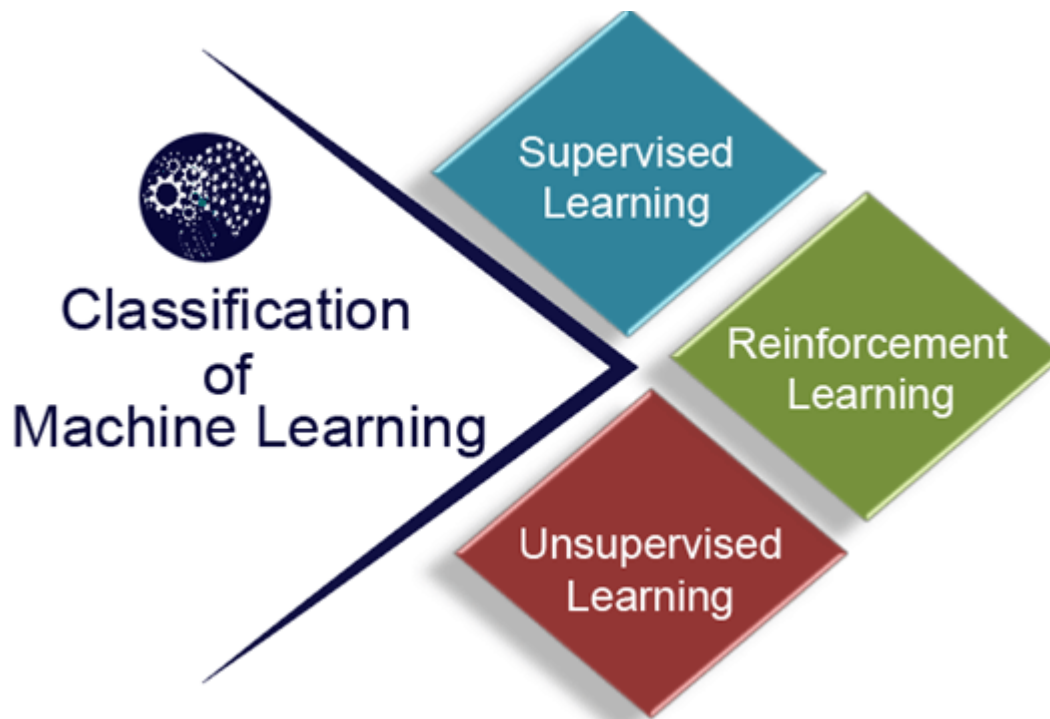 Classification
of
Machine Learning
Supervised
Learning
Reinforcement
Learning
Unsupervised
Learning